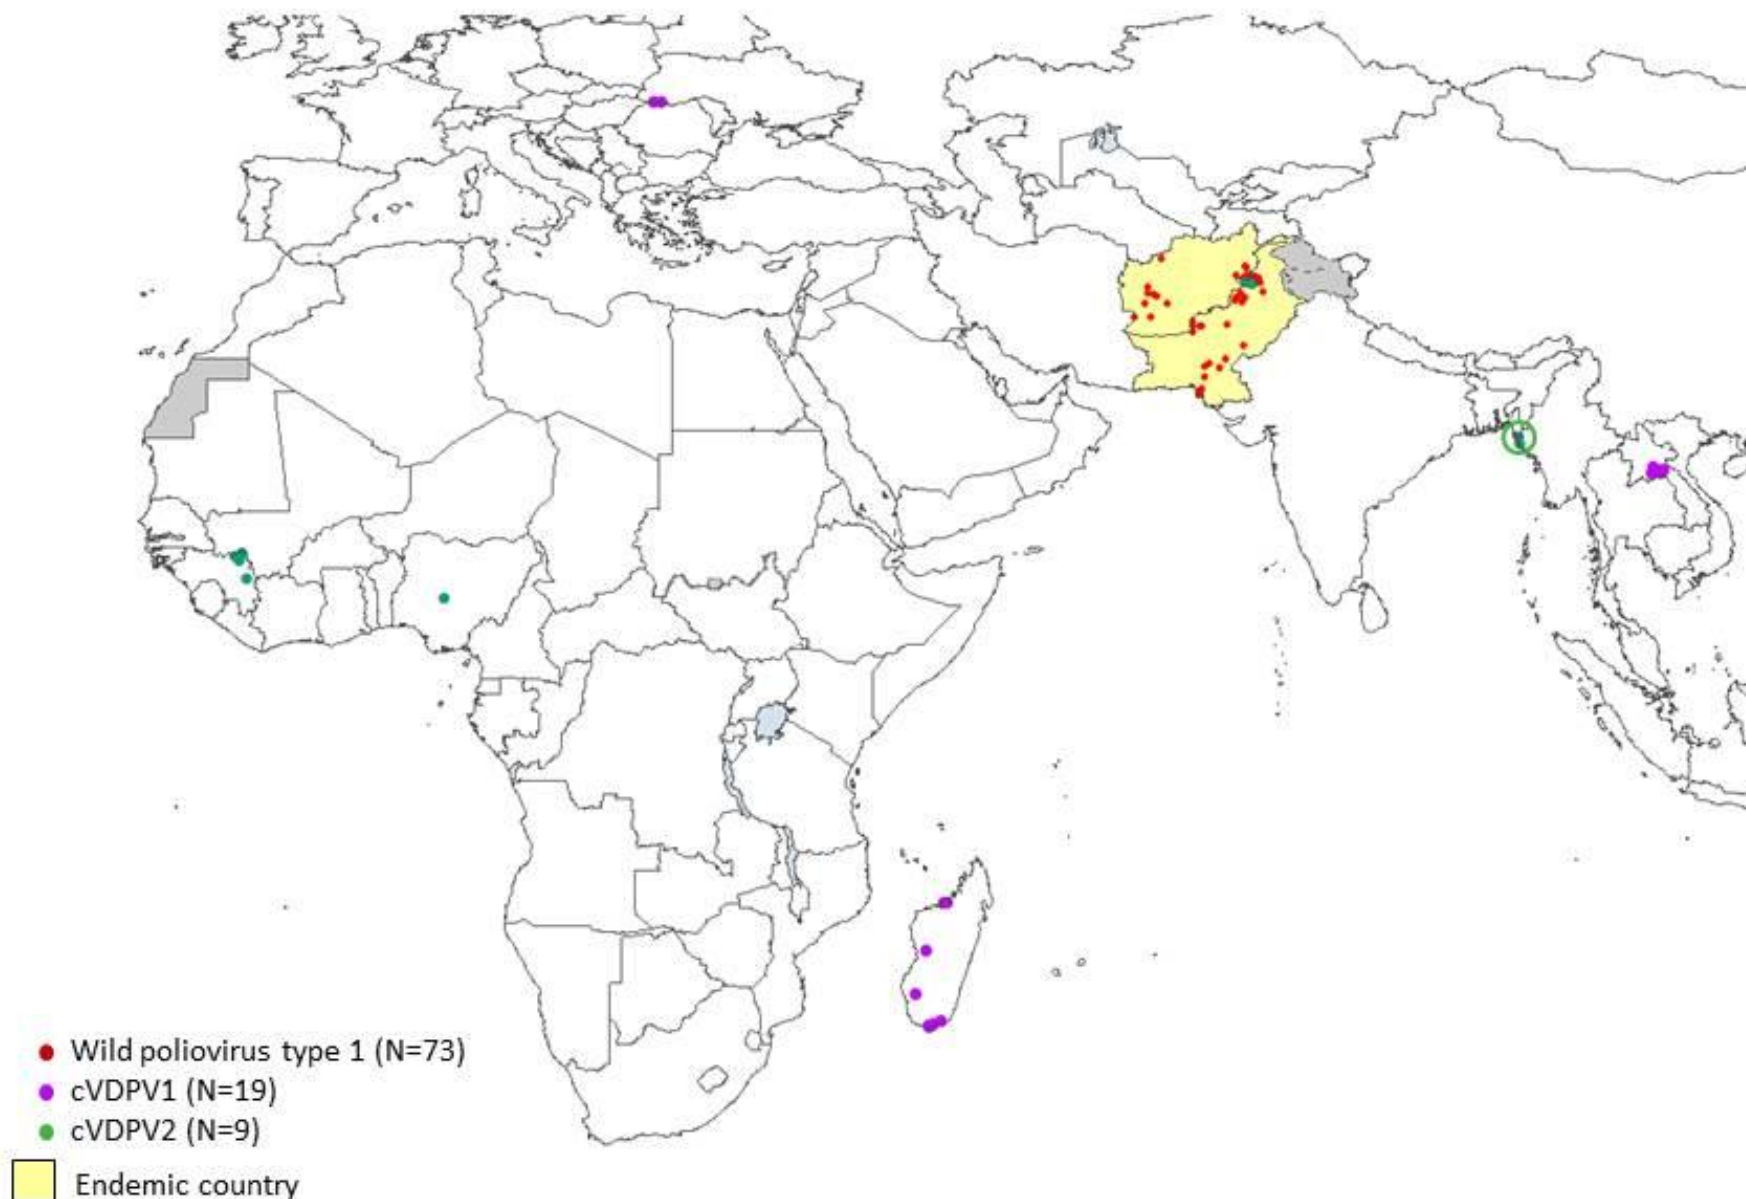 Wild poliovirus type 1 (N=73)
cVDPV1 (N=19)
cVDPV2 (N=9)
Endemic country